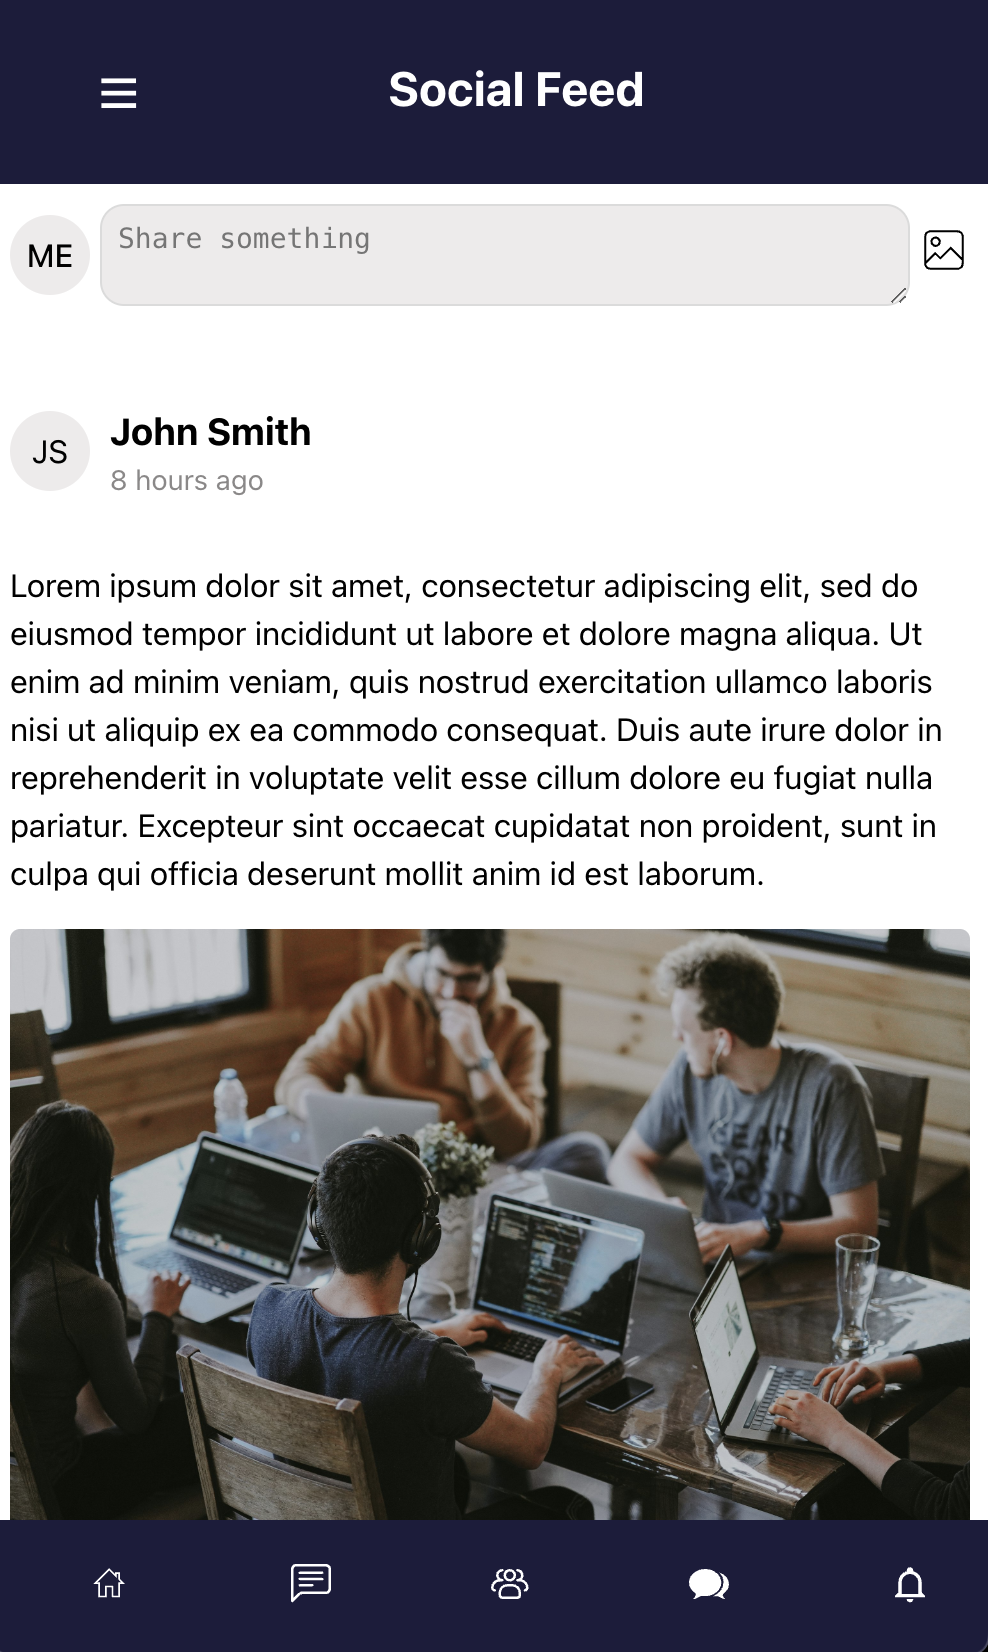 Social Feed
ME
Share something
JS
John Smith
8 hours ago
Lorem ipsum dolor sit amet, consectetur adipiscing elit, sed do
eiusmod tempor incididunt ut labore et dolore magna aliqua. Ut
enim ad minim veniam, quis nostrud exercitation ullamco laboris
nisi ut aliquip ex ea commodo consequat. Duis aute irure dolor in
reprehenderit in voluptate velit esse cillum dolore eu fugiat nulla
pariatur. Excepteur sint occaecat cupidatat non proident, sunt in
culpa qui officia deserunt mollit anim id est laborum.